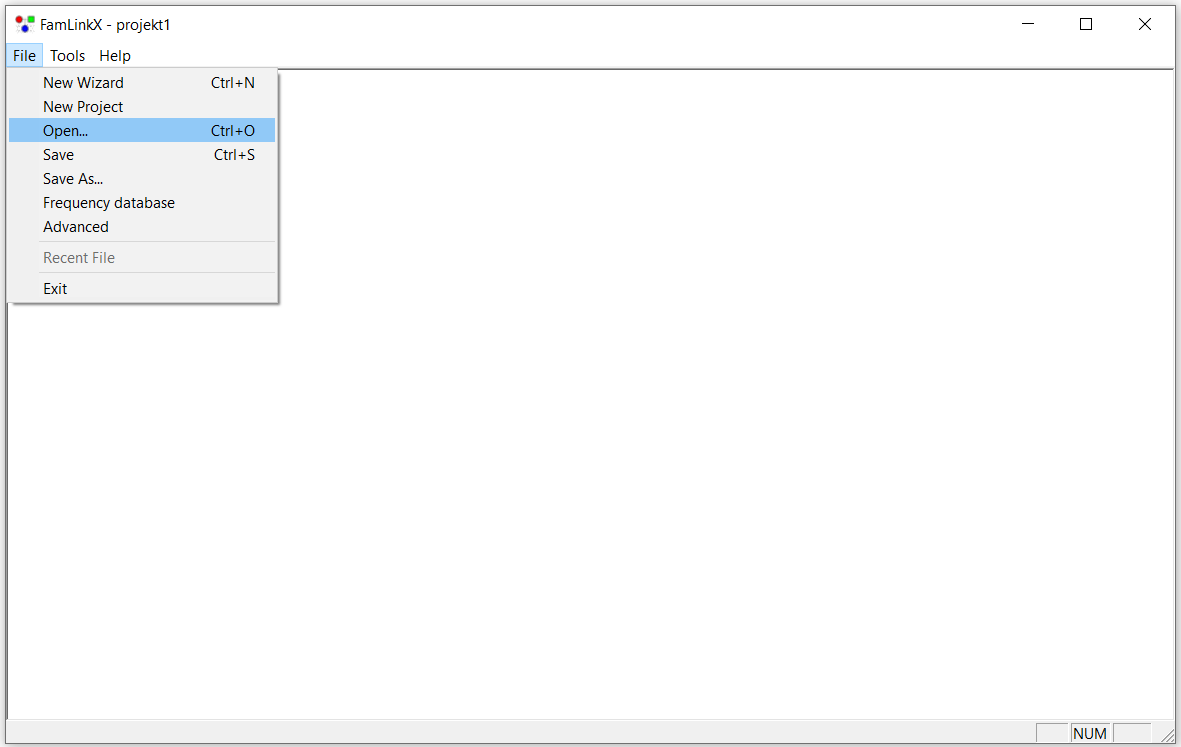 FamLinkX - projekt1
File Tools Help
New Wizard Ctrl+N
New Project
Open... Ctrl+O
Save Ctrl+S
Save As...
Frequency database
Advanced
Recent File
Exit
NUM